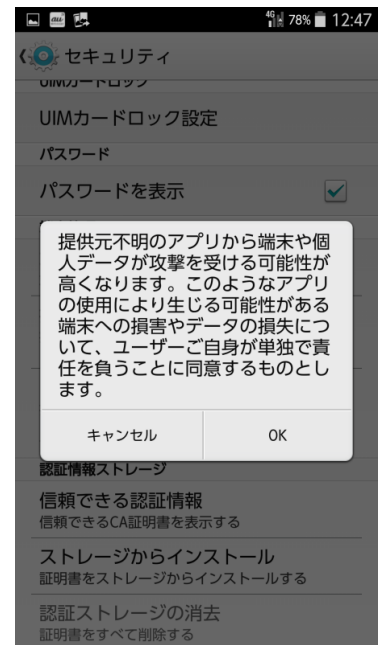 au
4G 78% 12:47
セキュリティ
UIMカードロック
UIMカードロック設定
パスワード
パスワードを表示
提供元不明のアプリから端末や個
人データが攻撃を受ける可能性が
高くなります。このようなアプリ
の使用により生じる可能性がある
端末への損害やデータの損失につ
いて、ユーザーご自身が単独で責
任を負うことに同意するものとし
ます。
キャンセル OK
認証情報ストレージ
信頼できる認証情報
信頼できるCA証明書を表示する
ストレージからインストール
証明書をストレージからインストールする
認証ストレージの消去
証明書をすべて削除する